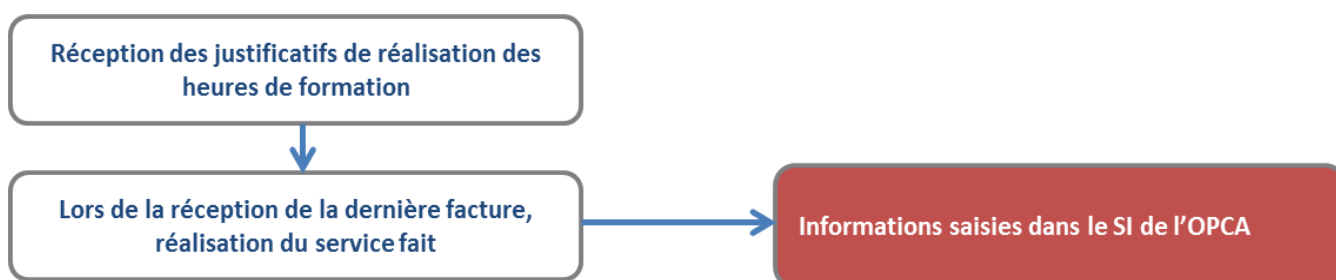 Réception des justificatifs de réalisation des
heures de formation
Lors de la réception de la dernière facture,
réalisation du service fait
Informations saisies dans le SI de l'OPCA